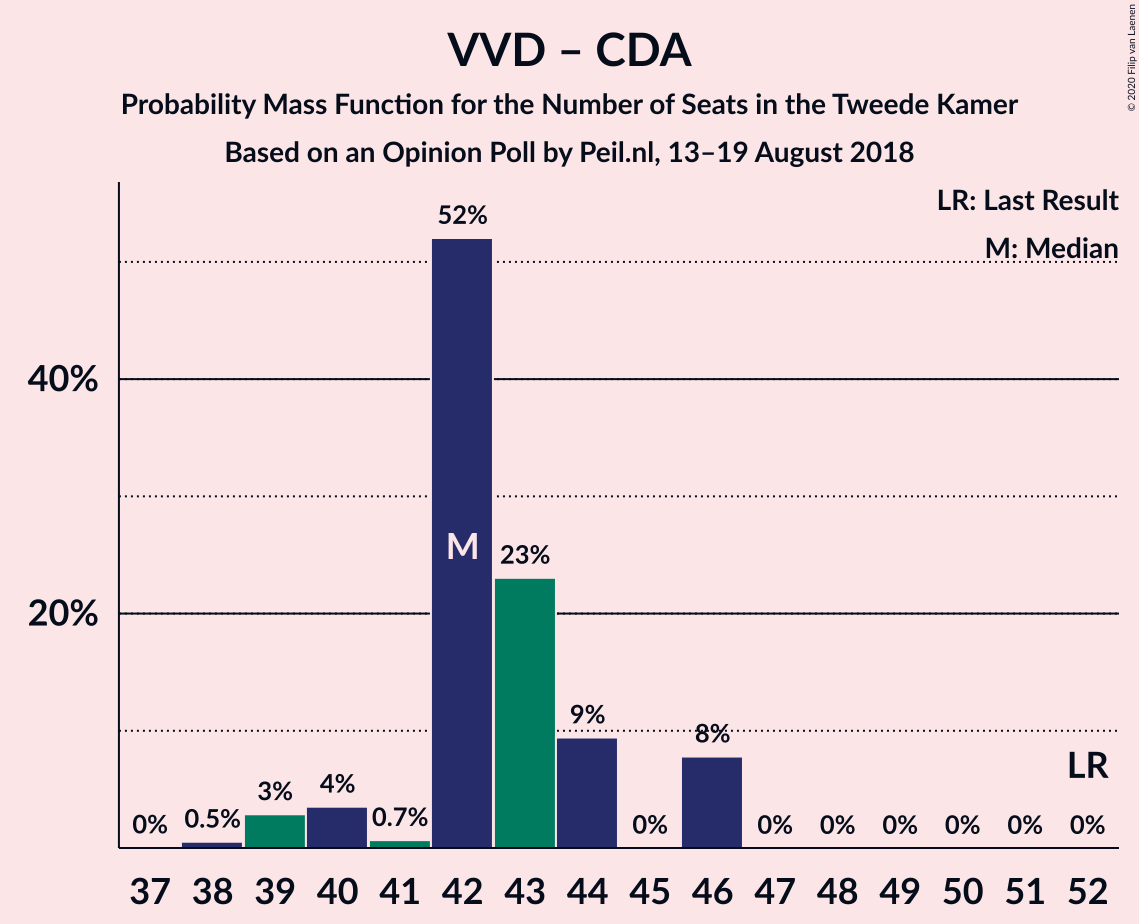 VVD – CDA
Probability Mass Function for the Number of Seats in the Tweede Kamer
Based on an Opinion Poll by Peil.nl, 13–19 August 2018
© 2020 Filip van Laenen
LR: Last Result
M: Median
52%
40%
M
23%
20%
9%
8%
LR
0% 0.5% 3% 4% 0.7% 0% 0% 0% 0% 0% 0% 0%
37 38 39 40 41 42 43 44 45 46 47 48 49 50 51 52